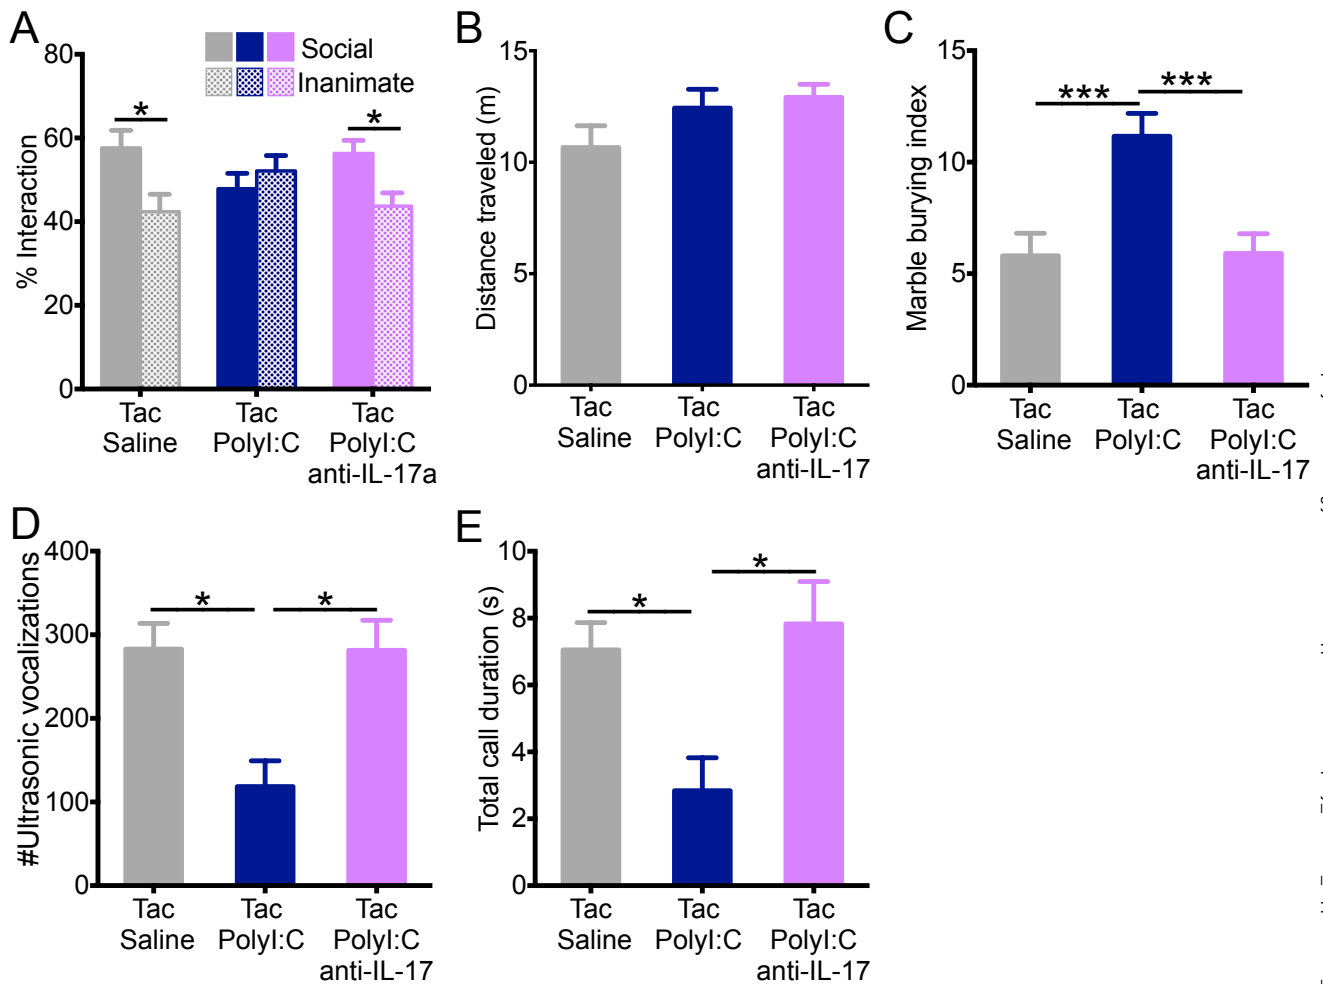 A
Social
Inanimate
80
60
40
20
0
% Interaction
*
*
Tac
Saline
Tac
PolyI:C
Tac
PolyI:C
anti-IL-17a
B
15
10
5
0
Distance traveled (m)
Tac
Saline
Tac
PolyI:C
Tac
PolyI:C
anti-IL-17
C
15
10
5
0
Marble burying index
***
***
Tac
Saline
Tac
PolyI:C
Tac
PolyI:C
anti-IL-17
D
400
300
200
100
0
#Ultrasonic vocalizations
*
*
Tac
Saline
Tac
PolyI:C
Tac
PolyI:C
anti-IL-17
E
10
8
6
4
2
0
Total call duration (s)
*
*
Tac
Saline
Tac
PolyI:C
Tac
PolyI:C
anti-IL-17